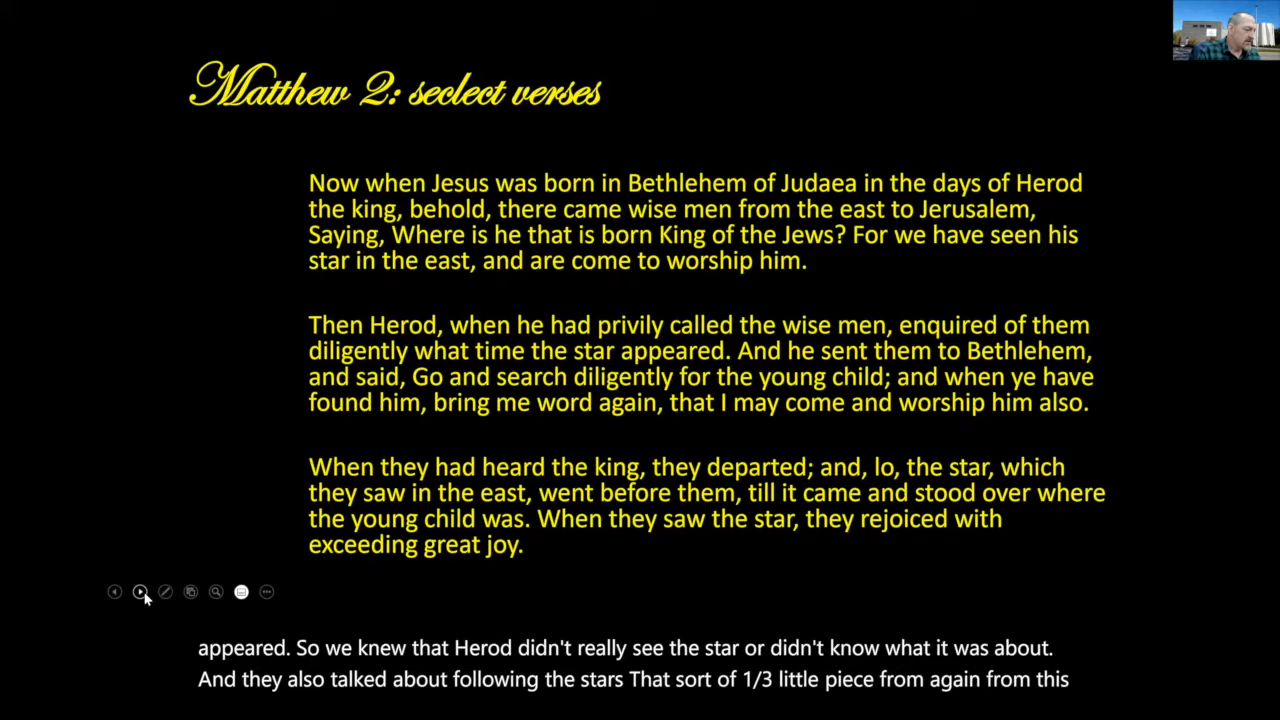 Matthew 2: seclect verses
Now when Jesus was born in Bethlehem of Judaea in the days of Herod
the king, behold, there came wise men from the east to Jerusalem,
Saying, Where is he that is born King of the Jews? For we have seen his
star in the east, and are come to worship him.
Then Herod, when he had privily called the wise men, enquired of them
diligently what time the star appeared. And he sent them to Bethlehem,
and said, Go and search diligently for the young child; and when ye have
found him, bring me word again, that I may come and worship him also.
When they had heard the king, they departed; and, lo, the star, which
they saw in the east, went before them, till it came and stood over where
the young child was. When they saw the star, they rejoiced with
exceeding great joy.
appeared. So we knew that Herod didn't really see the star or didn't know what it was about.
And they also talked about following the stars That sort of 1/3 little piece from again from this